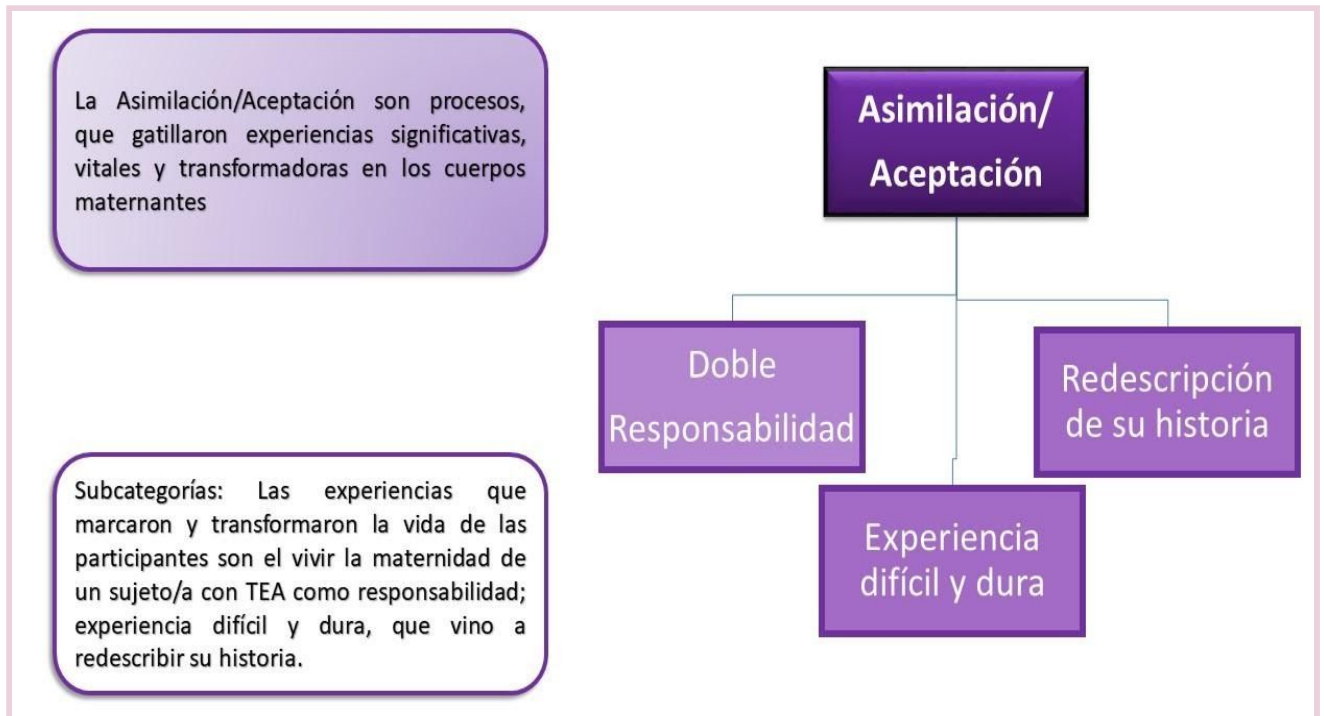 La Asimilación/Aceptación son procesos,
que gatillaron experiencias significativas,
vitales y transformadoras en los cuerpos
maternantes
Subcategorías: Las experiencias que
marcaron y transformaron la vida de las
participantes son el vivir la maternidad de
un sujeto/a con TEA como responsabilidad;
experiencia difícil y dura, que vino a
redescribir su historia.
Asimilación/
Aceptación
Doble
Responsabilidad
Experiencia
difícil y dura
Redescripción
de su historia